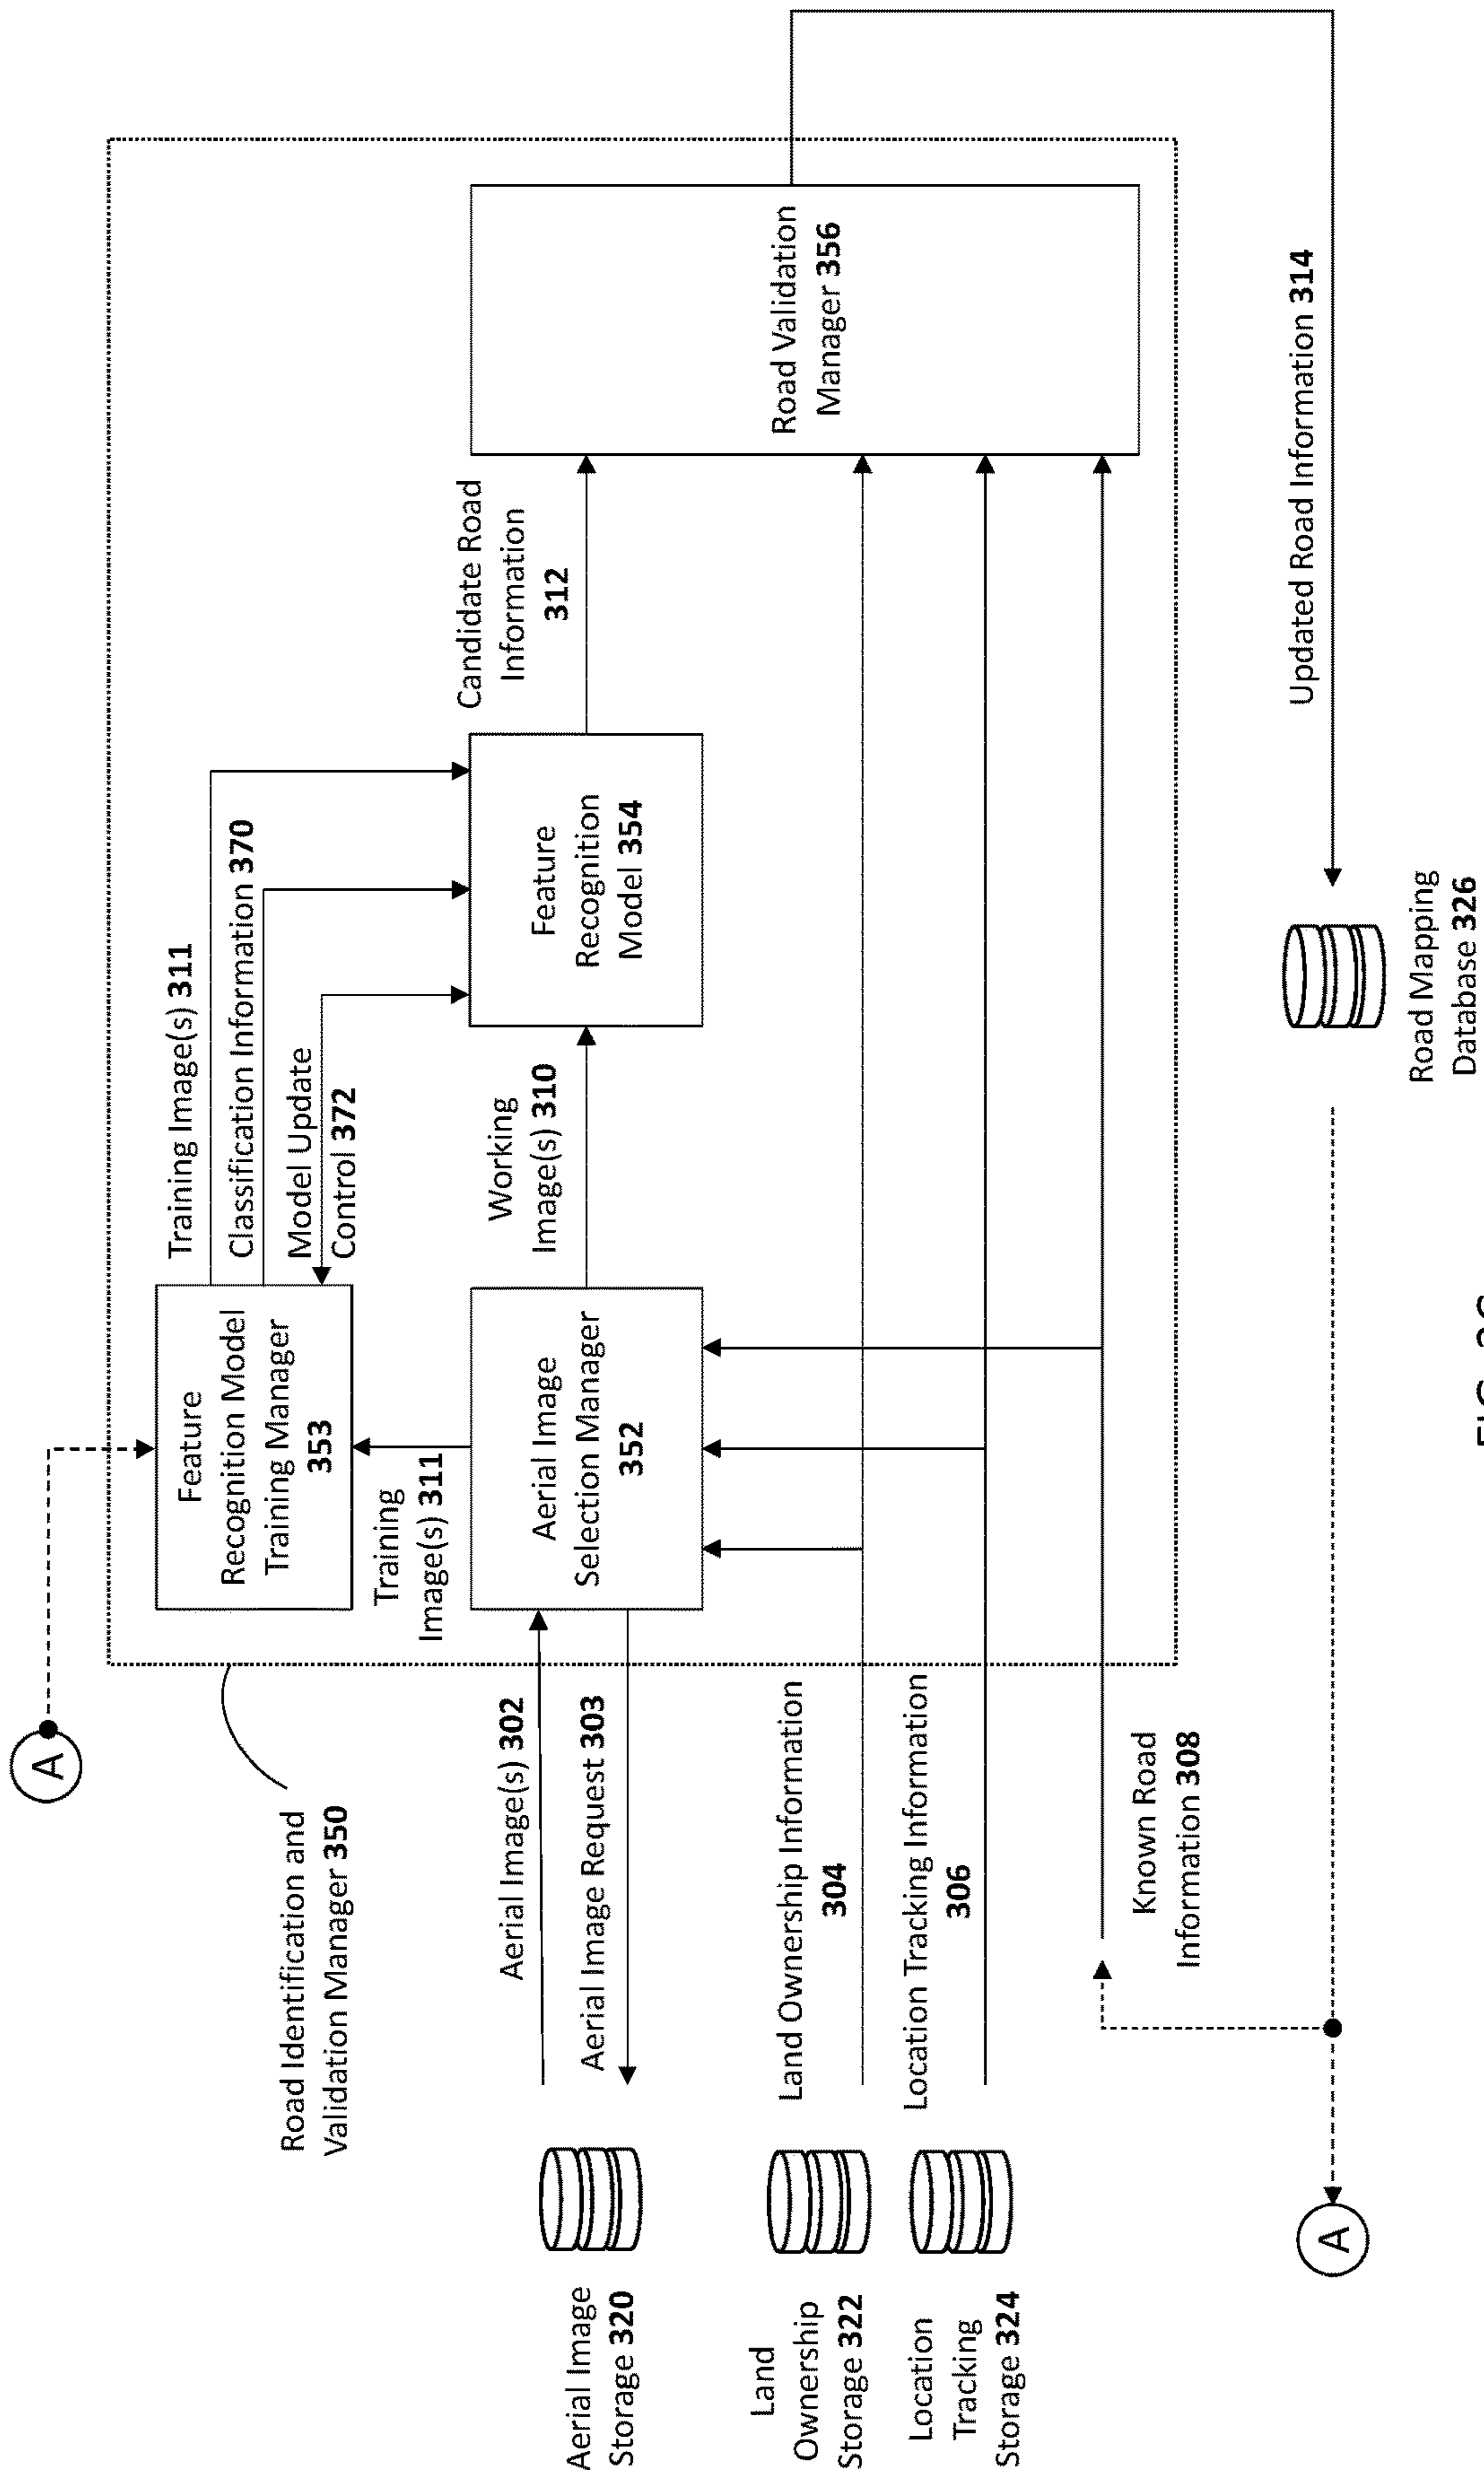 A
Road Identification and
Validation Manager 350
Feature
Recognition Model
Training Manager
353
Training Image(s) 311
Classification Information 370
Model Update
Control 372
Training
Image(s) 311
Aerial Image
Storage 320
Aerial Image(s) 302
Aerial Image Request 303
Aerial Image
Selection Manager
352
Working
Image(s) 310
Feature
Recognition
Model 354
Candidate Road
Information
312
Road Validation
Manager 356
Land
Ownership
Storage 322
Land Ownership Information
304
Location
Tracking
Storage 324
Location Tracking Information
306
Known Road
Information 308
Updated Road Information 314
A
Road Mapping
Database 326